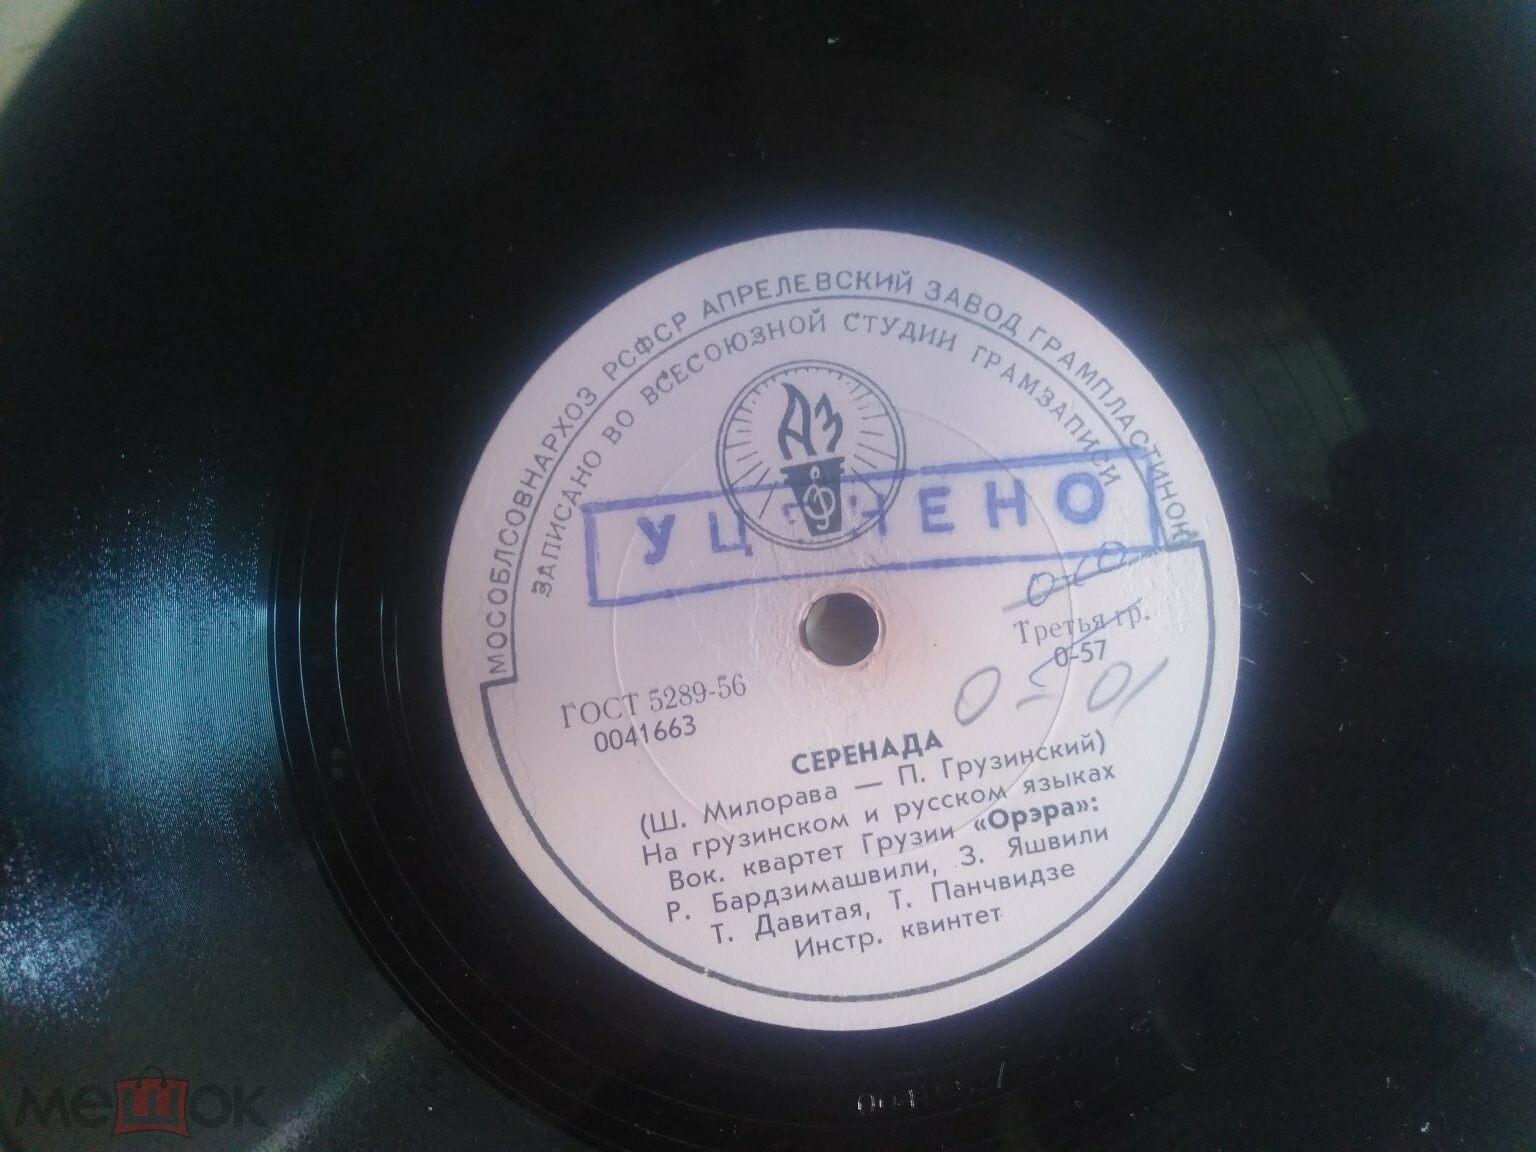 МОСОБЛСОВНАРХОЗ РСФСР АПРЕЛЕВСКИЙ ЗАВОД ГРАМПЛАСТИНОК
ЗАПИСАНО ВО ВСЕСОЮЗНОЙ СТУДИИ ГРАМЗАПИСИ
АЗ
УЦЕНЕНО
Третья гр.
0-57
0-01
ГОСТ 5289-56
0041663
СЕРЕНАДА
(Ш. Милорава — П. Грузинский)
На грузинском и русском языках
Вок. квартет Грузии «Орэра»:
Р. Бардзимашвили, З. Яшвили
Т. Давитая, Т. Панчвидзе
Инстр. квинтет
мешок